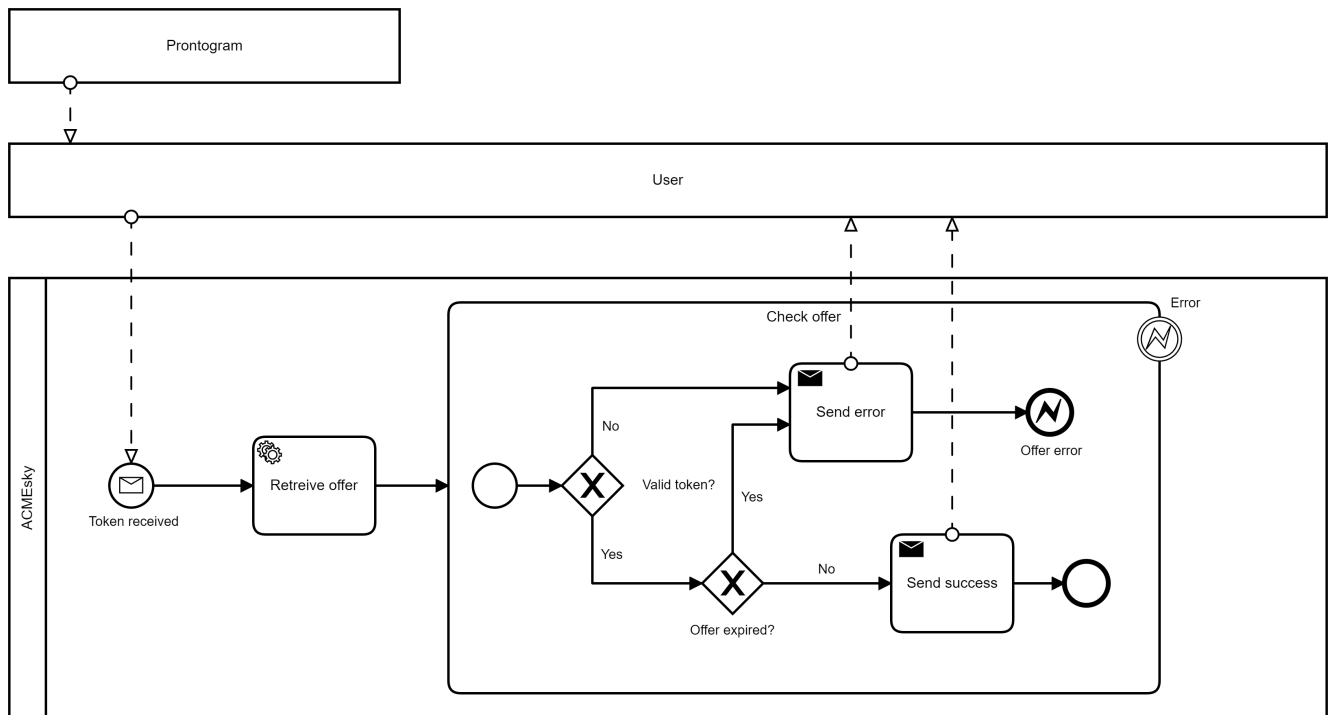 Prontogram
User
ACMEsky
Token received
Retreive offer
Check offer
Error
No
Valid token?
Yes
Offer expired?
Yes
No
Send error
Offer error
Send success